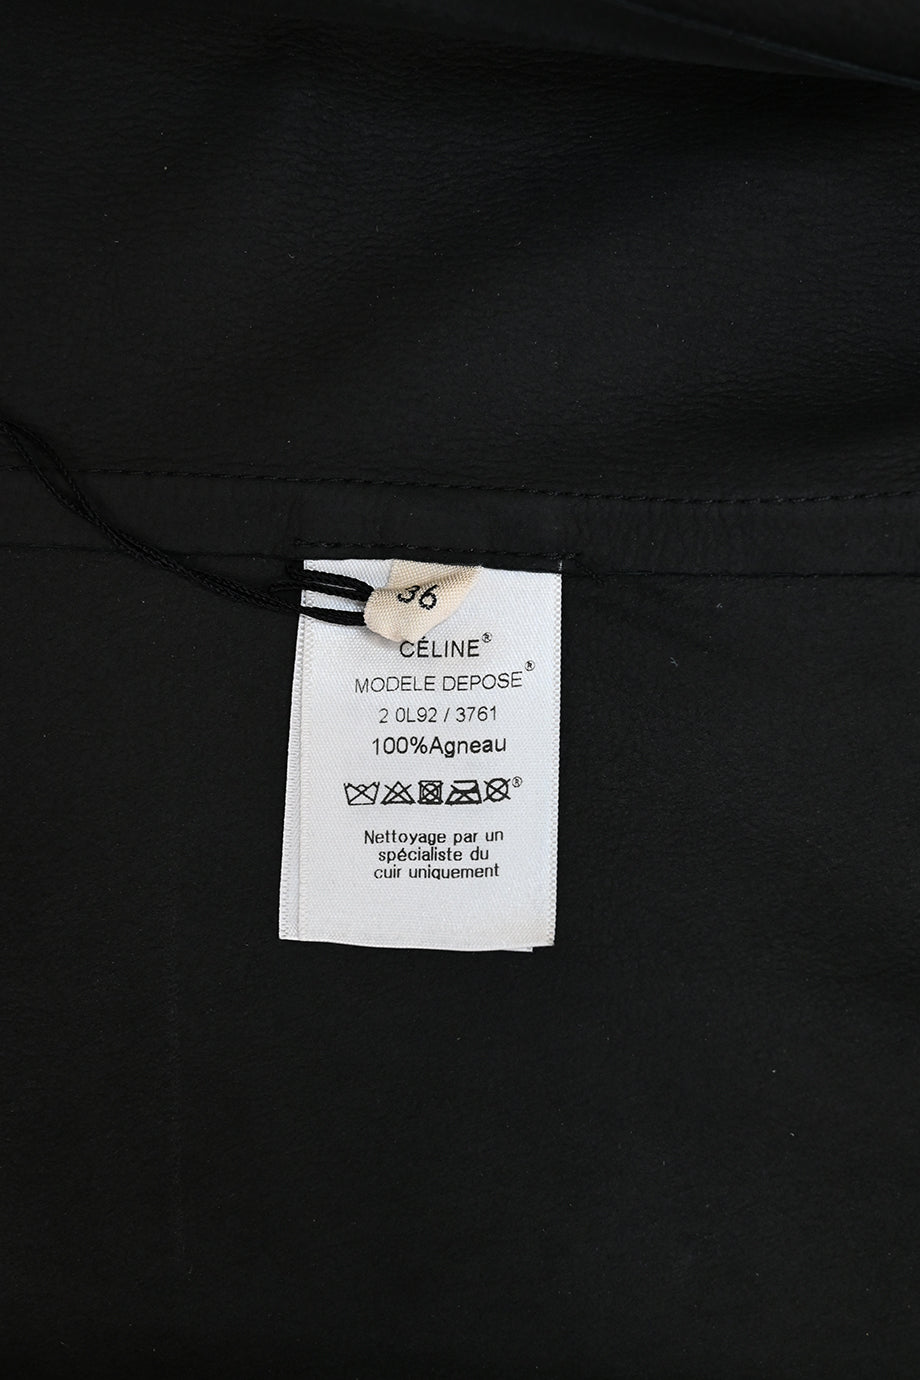 36
CÉLINE®
MODELE DEPOSE®
2 0L92 / 3761
100%Agneau
®
Nettoyage par un
spécialiste du
cuir uniquement